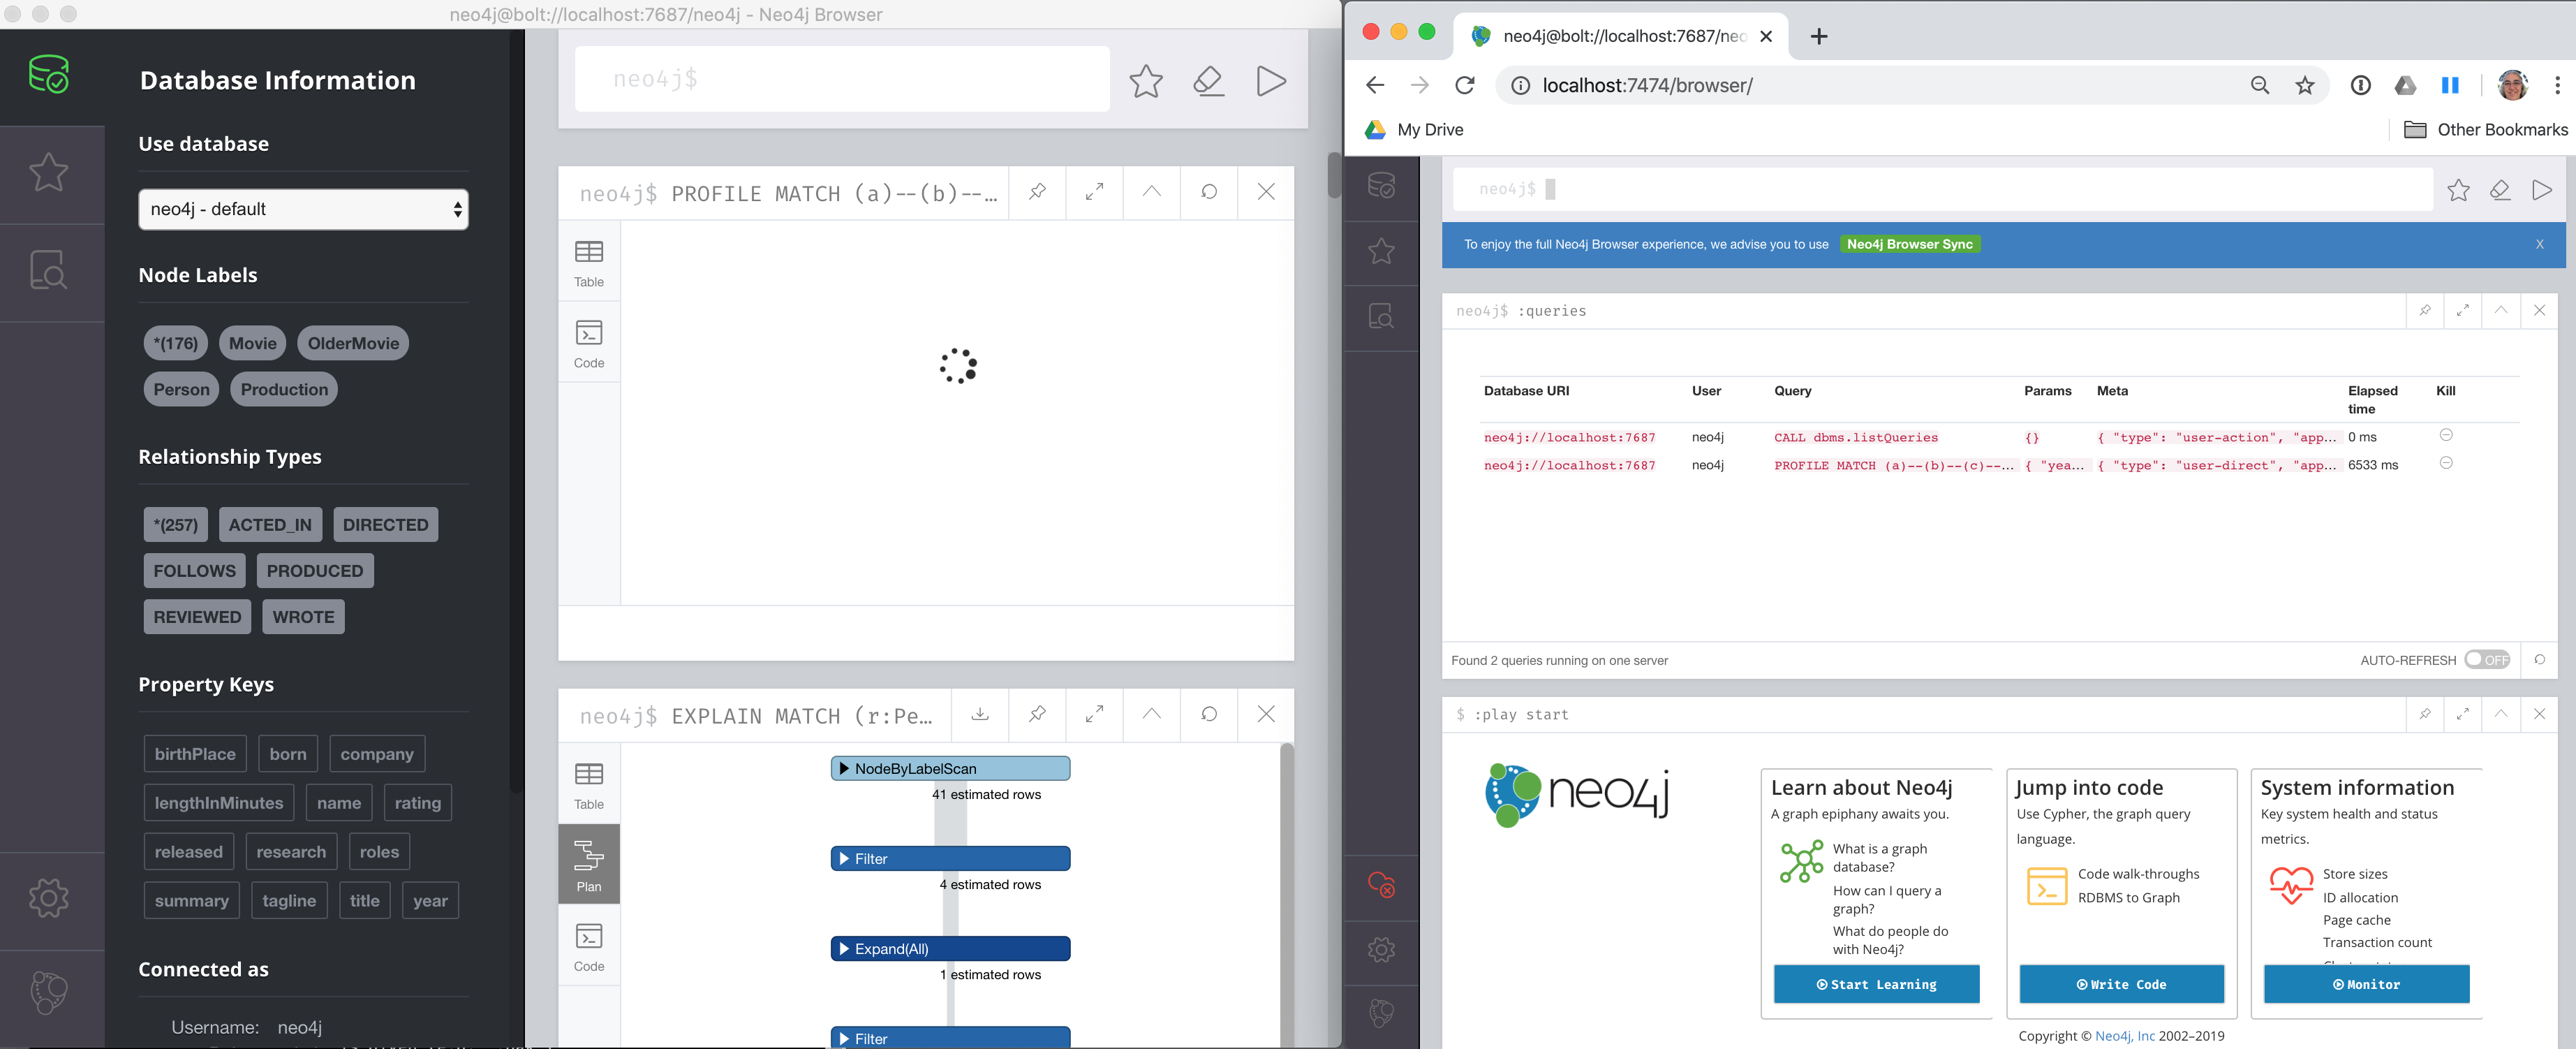 neo4j@bolt://localhost:7687/neo4j - Neo4j Browser
Database Information
Use database
neo4j - default
Node Labels
*(176) Movie OlderMovie
Person Production
Relationship Types
*(257) ACTED_IN DIRECTED
FOLLOWS PRODUCED
REVIEWED WROTE
Property Keys
birthPlace born company
lengthInMinutes name rating
released research roles
summary tagline title year
Connected as
Username: neo4j
neo4j$
neo4j$ PROFILE MATCH (a)--(b)--…
Table
Code
neo4j$ EXPLAIN MATCH (r:Pe…
Table
Plan
Code
NodeByLabelScan
41 estimated rows
Filter
4 estimated rows
Expand(All)
1 estimated rows
Filter
neo4j@bolt://localhost:7687/neo
localhost:7474/browser/
My Drive
Other Bookmarks
neo4j$
To enjoy the full Neo4j Browser experience, we advise you to use Neo4j Browser Sync X
neo4j$ :queries
Database URI User Query Params Meta Elapsed time Kill
neo4j://localhost:7687 neo4j CALL dbms.listQueries {} { "type": "user-action", "app... 0 ms
neo4j://localhost:7687 neo4j PROFILE MATCH (a)--(b)--(c)--... { "yea... { "type": "user-direct", "app... 6533 ms
Found 2 queries running on one server
AUTO-REFRESH OFF
$ :play start
neo4j
Learn about Neo4j
A graph epiphany awaits you.
What is a graph
database?
How can I query a
graph?
What do people do
with Neo4j?
Start Learning
Jump into code
Use Cypher, the graph query
language.
Code walk-throughs
RDBMS to Graph
Write Code
System information
Key system health and status
metrics.
Store sizes
ID allocation
Page cache
Transaction count
Monitor
Copyright © Neo4j, Inc 2002–2019